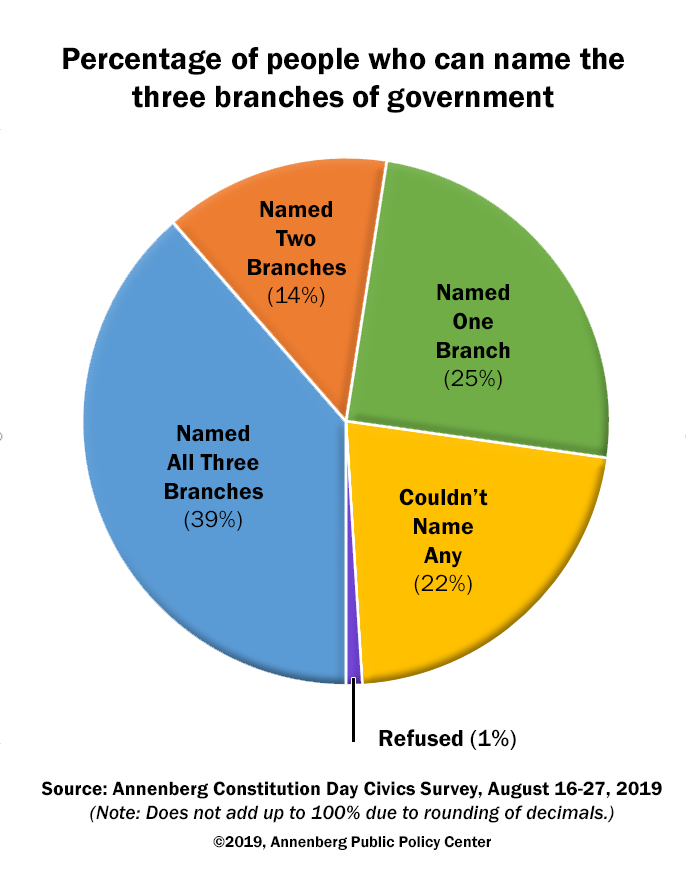 Percentage of people who can name the
three branches of government
Named
Two
Branches
(14%)
Named
One
Branch
(25%)
Named
All Three
Branches
(39%)
Couldn’t
Name
Any
(22%)
Refused (1%)
Source: Annenberg Constitution Day Civics Survey, August 16-27, 2019
(Note: Does not add up to 100% due to rounding of decimals.)
©2019, Annenberg Public Policy Center